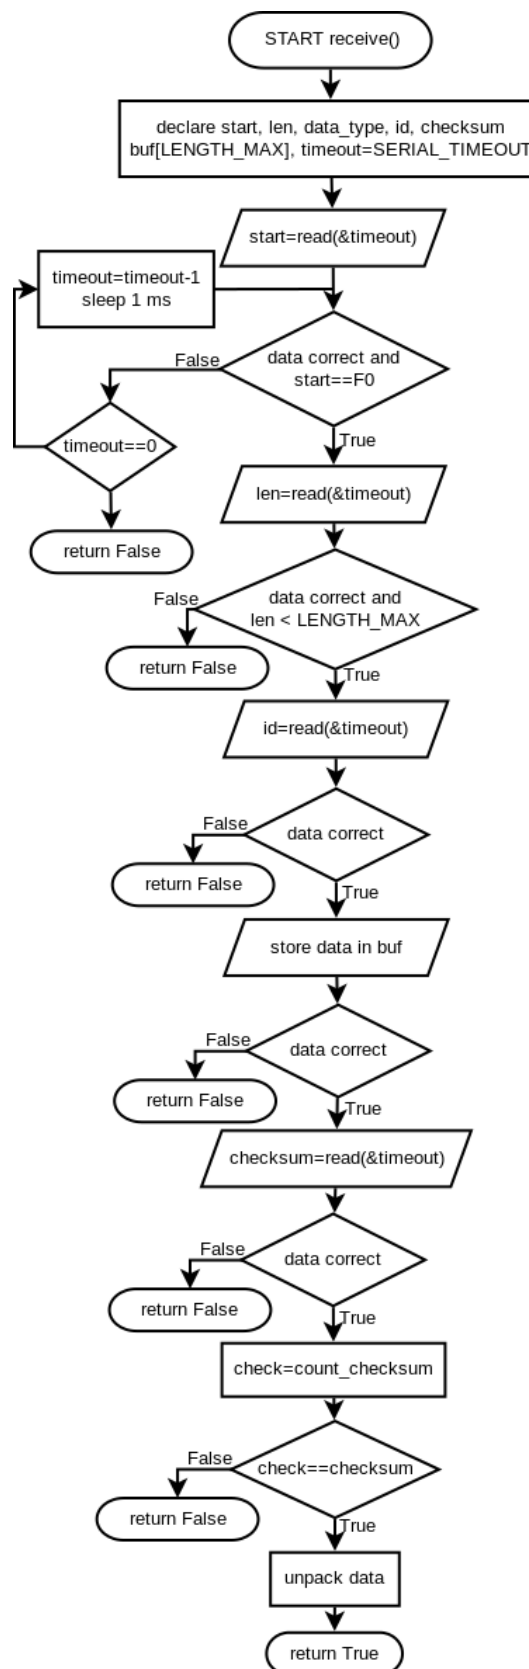 START receive()
declare start, len, data_type, id, checksum
buf[LENGTH_MAX], timeout=SERIAL_TIMEOUT
start=read(&timeout)
timeout=timeout-1
sleep 1 ms
data correct and
start==F0
False
True
timeout==0
return False
len=read(&timeout)
data correct and
len < LENGTH_MAX
False
return False
True
id=read(&timeout)
data correct
False
return False
True
store data in buf
data correct
False
return False
True
checksum=read(&timeout)
data correct
False
return False
True
check=count_checksum
check==checksum
False
return False
True
unpack data
return True